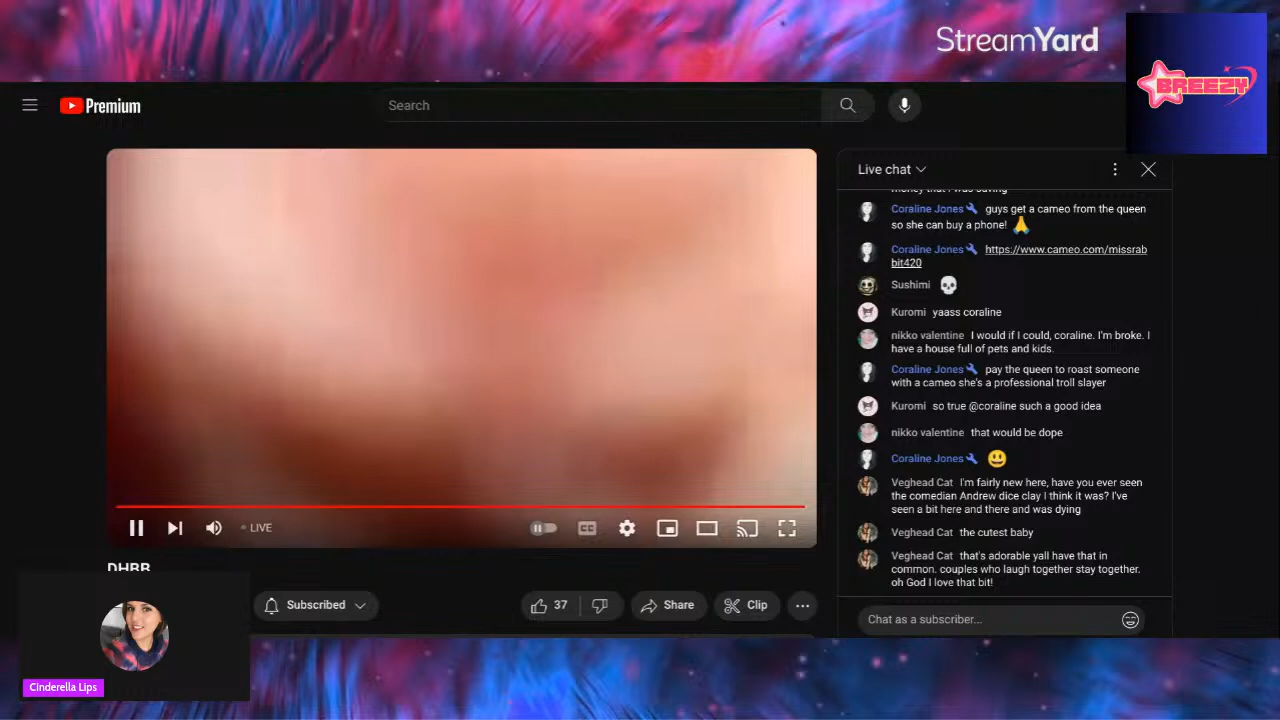 StreamYard
BREEZY
Premium
Search
Live chat
money that I was saving
Coraline Jones guys get a cameo from the queen
so she can buy a phone! 🙏
Coraline Jones https://www.cameo.com/missrab
bit420
Sushimi 💀
Kuromi yaass coraline
nikko valentine I would if I could, coraline. I'm broke. I
have a house full of pets and kids.
Coraline Jones pay the queen to roast someone
with a cameo she's a professional troll slayer
Kuromi so true @coraline such a good idea
nikko valentine that would be dope
Coraline Jones 😃
Veghead Cat I'm fairly new here, have you ever seen
the comedian Andrew dice clay I think it was? I've
seen a bit here and there and was dying
Veghead Cat the cutest baby
Veghead Cat that's adorable yall have that in
common. couples who laugh together stay together.
oh God I love that bit!
Chat as a subscriber...
LIVE
CC
Subscribed
37
Share
Clip
Cinderella Lips